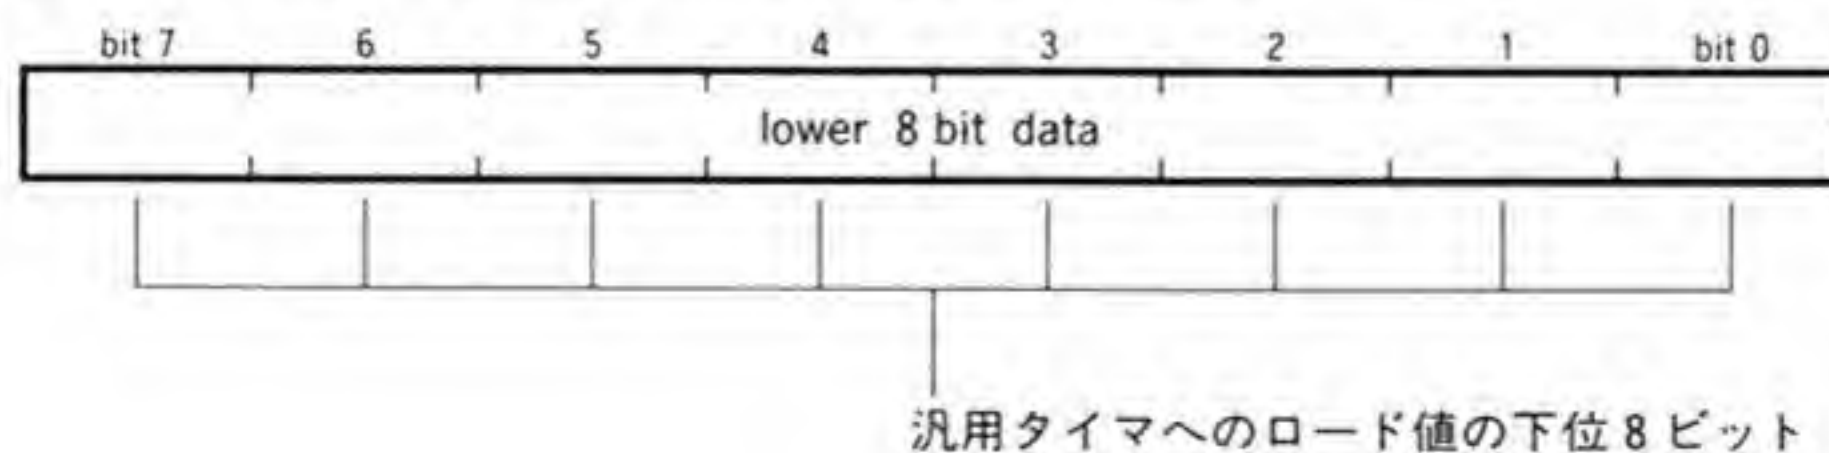 bit 7 6 5 4 3 2 1 bit 0
lower 8 bit data
汎用タイマへのロード値の下位8ビット